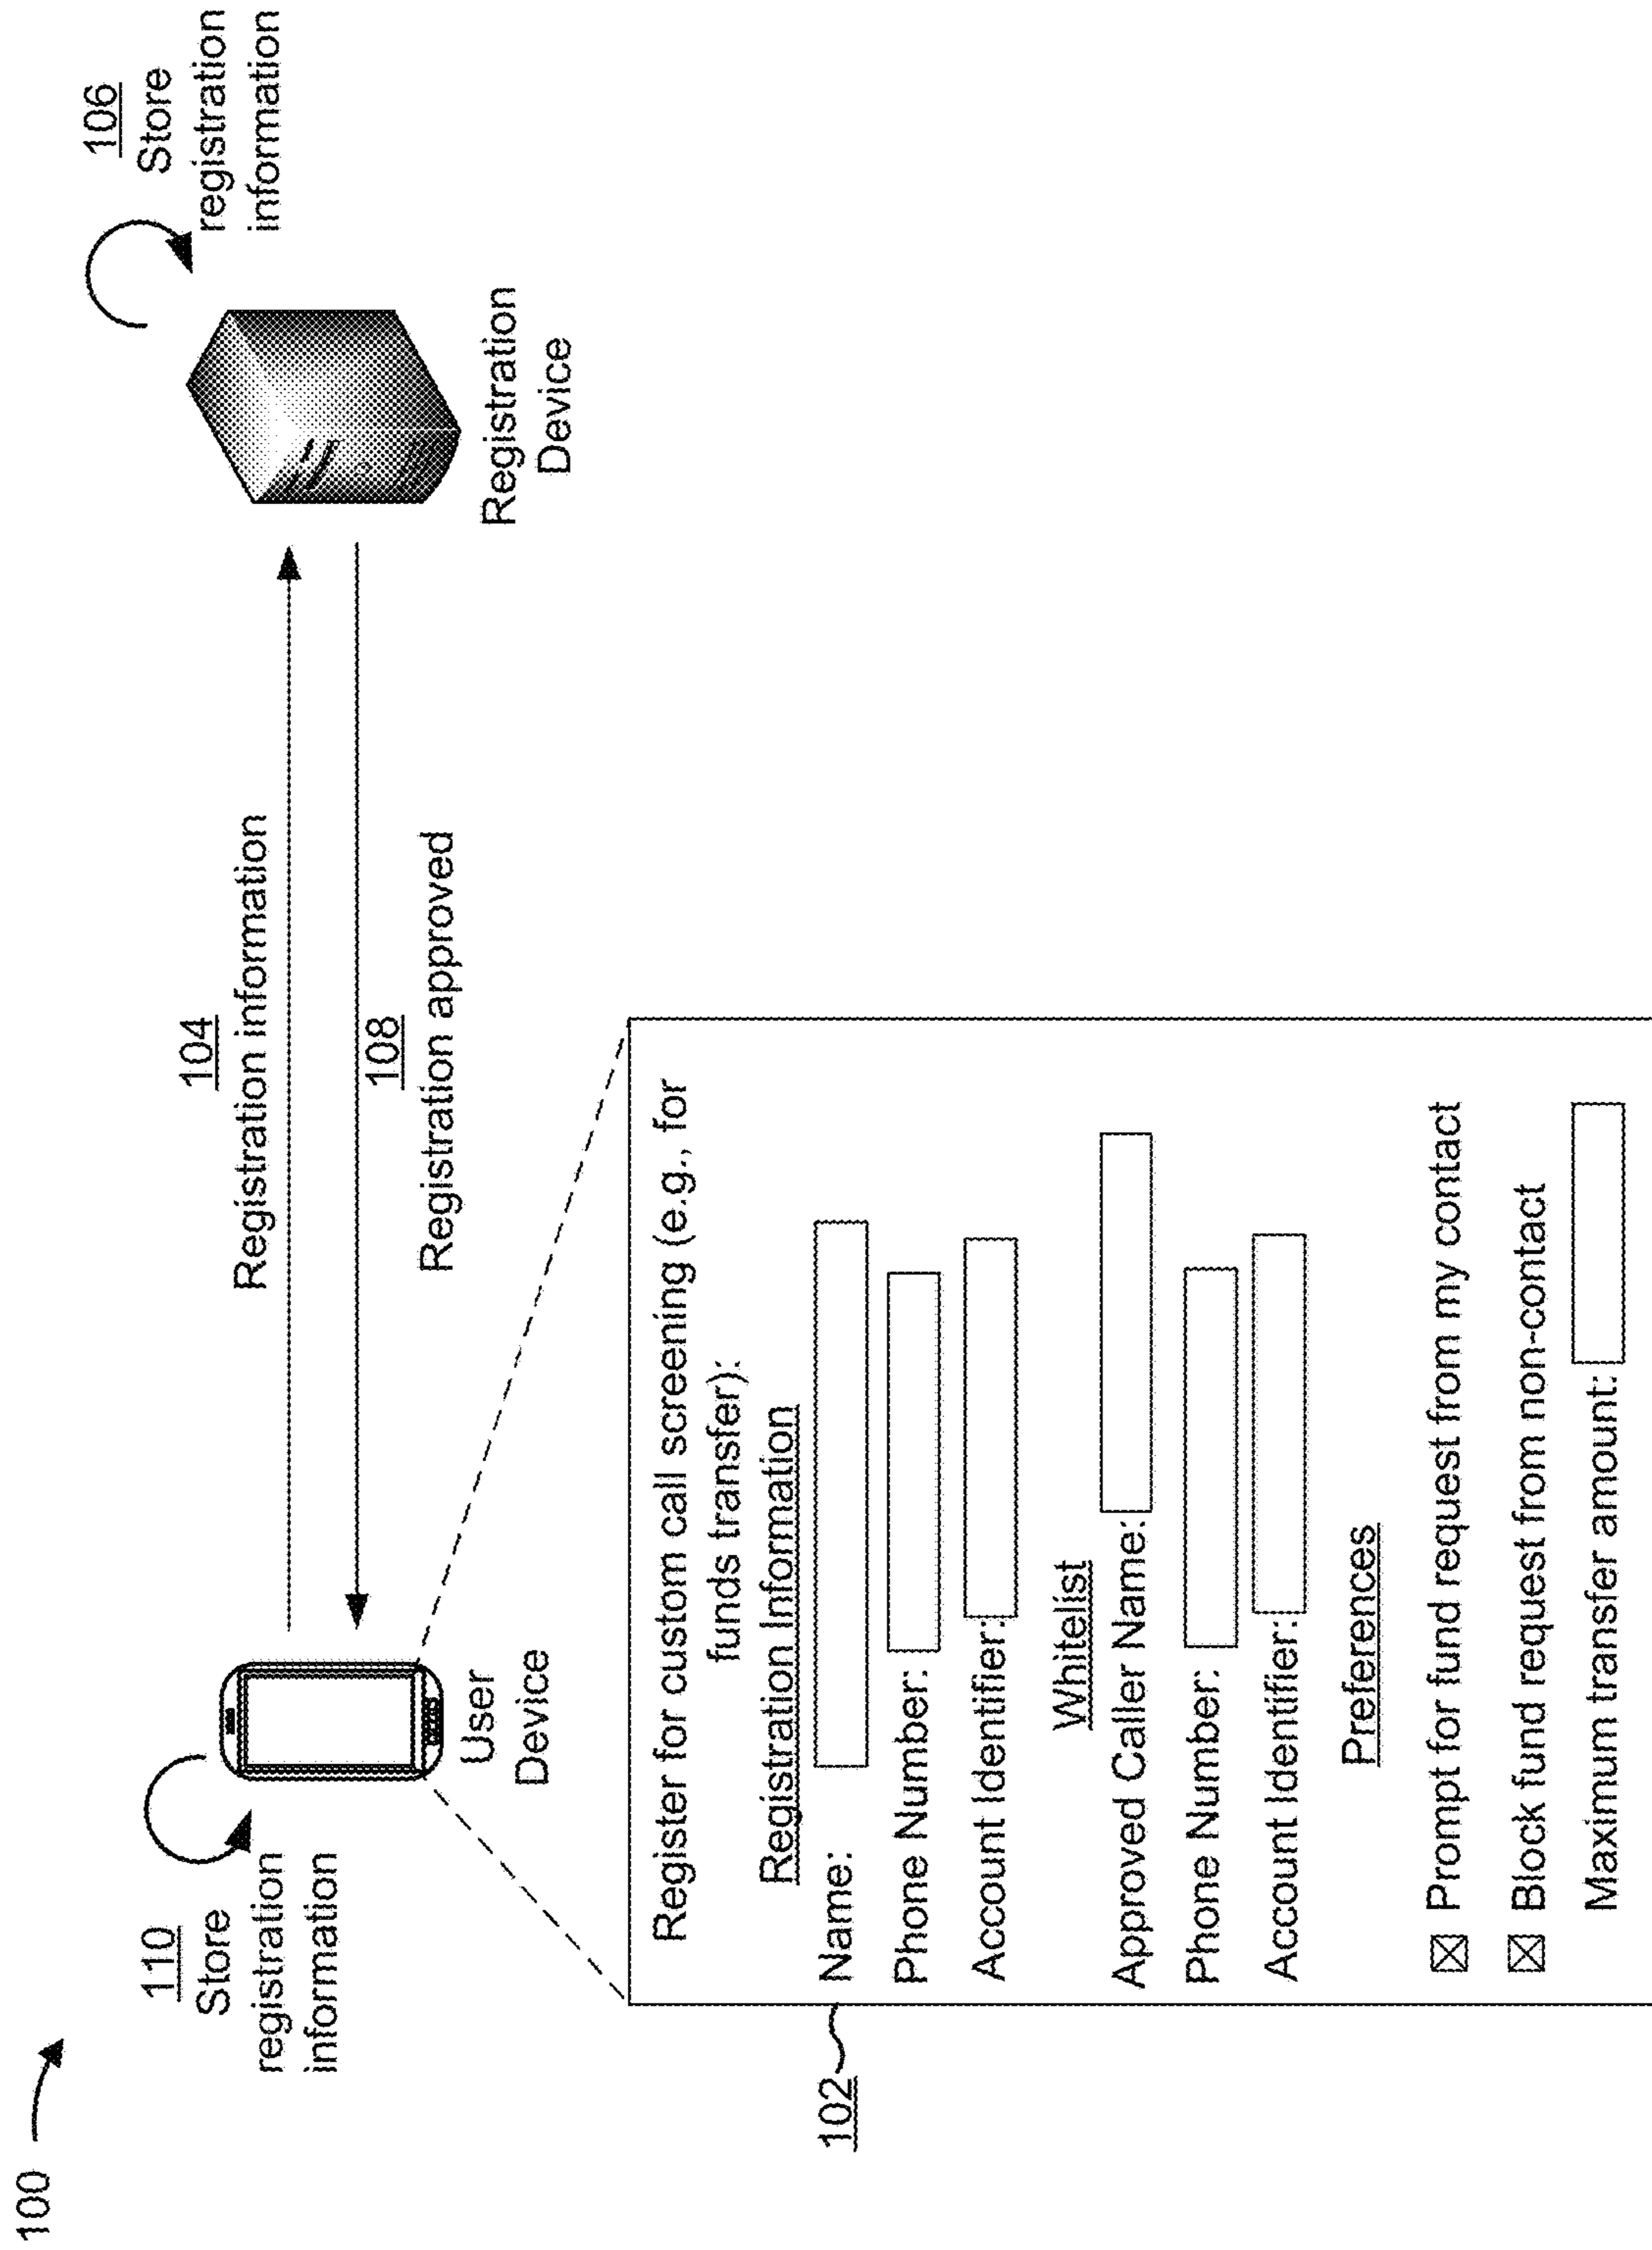 100
110
Store
registration
information
User
Device
104
Registration information
108
Registration approved
106
Store
registration
information
Registration
Device
102
Register for custom call screening (e.g., for
funds transfer):
Registration Information
Name:
Phone Number:
Account Identifier:
Whitelist
Approved Caller Name:
Phone Number:
Account Identifier:
Preferences
☒ Prompt for fund request from my contact
☒ Block fund request from non-contact
Maximum transfer amount: